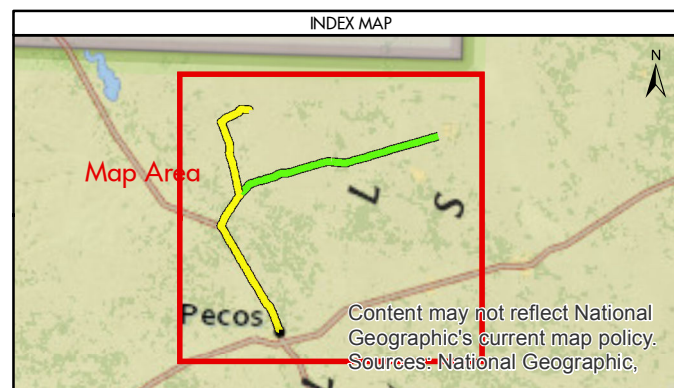 INDEX MAP
N
Map Area
L
S
Pecos
Content may not reflect National
Geographic's current map policy.
Sources: National Geographic,